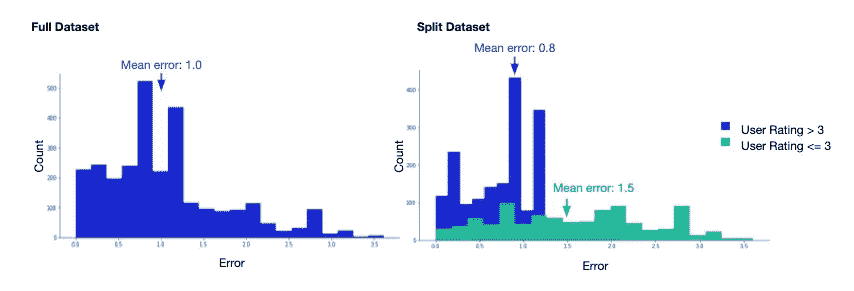 Full Dataset
Mean error: 1.0
500
400
300
200
100
0
Count
0.0 0.5 1.0 1.5 2.0 2.5 3.0 3.5
Error
Split Dataset
Mean error: 0.8
400
300
200
100
0
Count
Mean error: 1.5
0.0 0.5 1.0 1.5 2.0 2.5 3.0 3.5
Error
User Rating > 3
User Rating <= 3